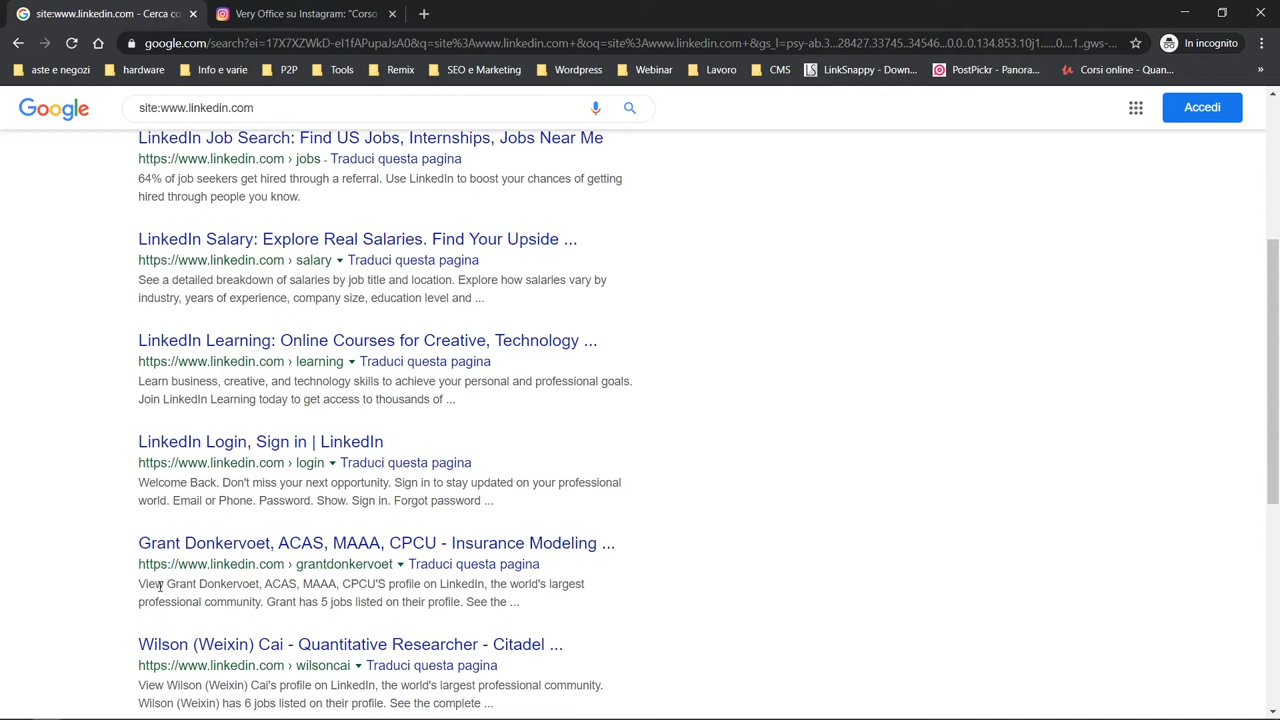 site:www.linkedin.com - Cerca co
Very Office su Instagram: "Corso
google.com/search?ei=17X7XZWkD-eI1fAPupaJsA0&q=site%3Awww.linkedin.com+&oq=site%3Awww.linkedin.com+&gs_l=psy-ab.3...28427.33745..34546...0.0..0.134.853.10j1......0....1..gws-...
In incognito
aste e negozi
hardware
Info e varie
P2P
Tools
Remix
SEO e Marketing
Wordpress
Webinar
Lavoro
CMS
LinkSnappy - Down...
PostPickr - Panora...
Corsi online - Quan...
»
Google
site:www.linkedin.com
Accedi
LinkedIn Job Search: Find US Jobs, Internships, Jobs Near Me
https://www.linkedin.com › jobs - Traduci questa pagina
64% of job seekers get hired through a referral. Use LinkedIn to boost your chances of getting
hired through people you know.
LinkedIn Salary: Explore Real Salaries. Find Your Upside ...
https://www.linkedin.com › salary Traduci questa pagina
See a detailed breakdown of salaries by job title and location. Explore how salaries vary by
industry, years of experience, company size, education level and ...
LinkedIn Learning: Online Courses for Creative, Technology ...
https://www.linkedin.com › learning Traduci questa pagina
Learn business, creative, and technology skills to achieve your personal and professional goals.
Join LinkedIn Learning today to get access to thousands of ...
LinkedIn Login, Sign in | LinkedIn
https://www.linkedin.com › login Traduci questa pagina
Welcome Back. Don't miss your next opportunity. Sign in to stay updated on your professional
world. Email or Phone. Password. Show. Sign in. Forgot password ...
Grant Donkervoet, ACAS, MAAA, CPCU - Insurance Modeling ...
https://www.linkedin.com › grantdonkervoet Traduci questa pagina
View Grant Donkervoet, ACAS, MAAA, CPCU'S profile on LinkedIn, the world's largest
professional community. Grant has 5 jobs listed on their profile. See the ...
Wilson (Weixin) Cai - Quantitative Researcher - Citadel ...
https://www.linkedin.com › wilsoncai Traduci questa pagina
View Wilson (Weixin) Cai's profile on LinkedIn, the world's largest professional community.
Wilson (Weixin) has 6 jobs listed on their profile. See the complete ...